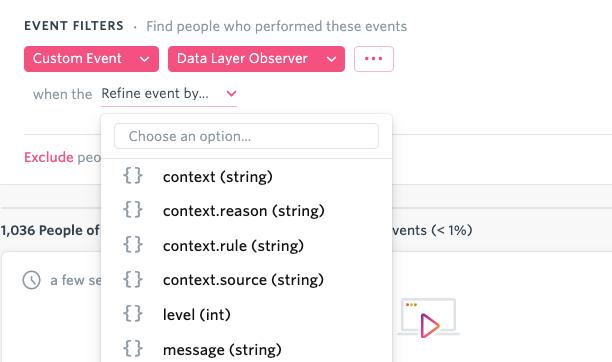 EVENT FILTERS · Find people who performed these events
Custom Event Data Layer Observer ...
when the Refine event by...
Choose an option...
Exclude peo
context (string)
context.reason (string)
1,036 People of vents (< 1%)
context.rule (string)
a few se context.source (string)
level (int)
message (string)